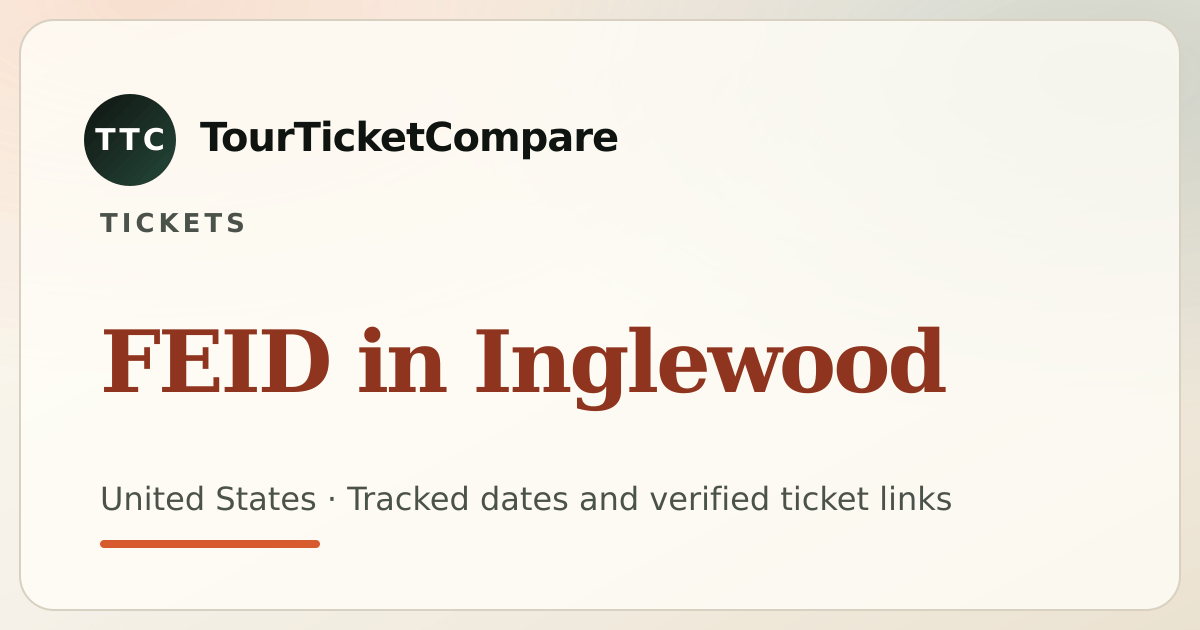 TTC
TourTicketCompare
TICKETS
FEID in Inglewood
United States · Tracked dates and verified ticket links